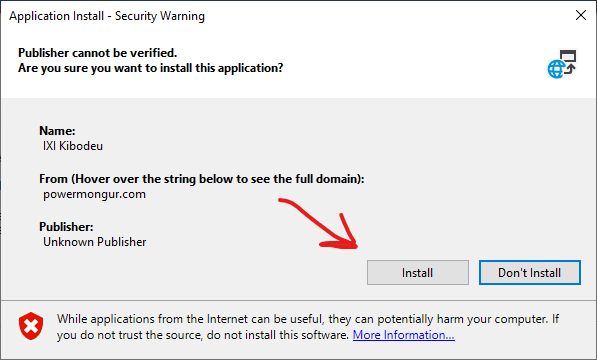 Application Install - Security Warning
Publisher cannot be verified.
Are you sure you want to install this application?
Name:
IXI Kibodeu
From (Hover over the string below to see the full domain):
powermongur.com
Publisher:
Unknown Publisher
Install
Don't Install
While applications from the Internet can be useful, they can potentially harm your computer. If
you do not trust the source, do not install this software. More Information...